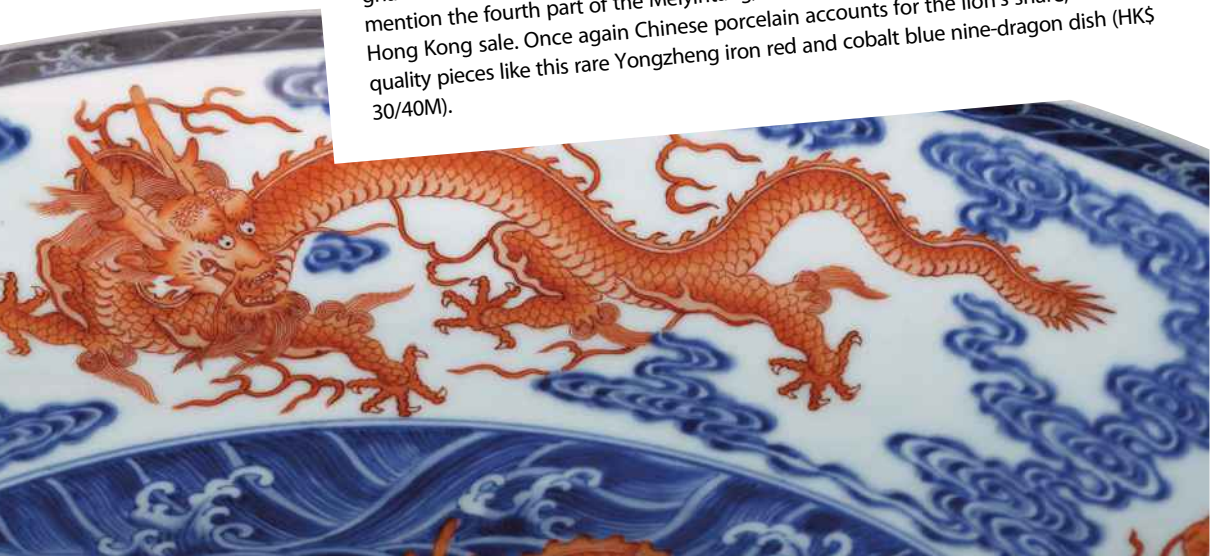 mention the fourth part of the Meiyintang
Hong Kong sale. Once again Chinese porcelain accounts for the lion's share,
quality pieces like this rare Yongzheng iron red and cobalt blue nine-dragon dish (HK$
30/40M).